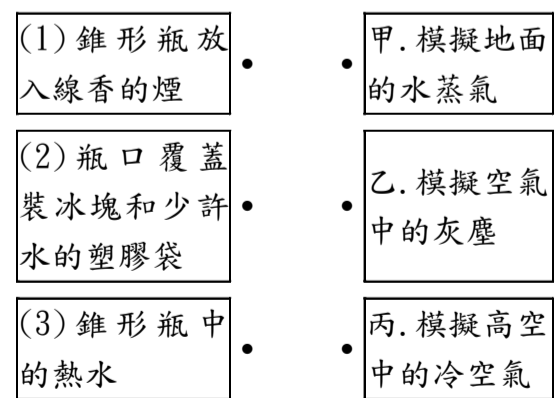 (1)錐形瓶放
入線香的煙
甲.模擬地面
的水蒸氣
(2)瓶口覆蓋
裝冰塊和少許
水的塑膠袋
乙.模擬空氣
中的灰塵
(3)錐形瓶中
的熱水
丙.模擬高空
中的冷空氣